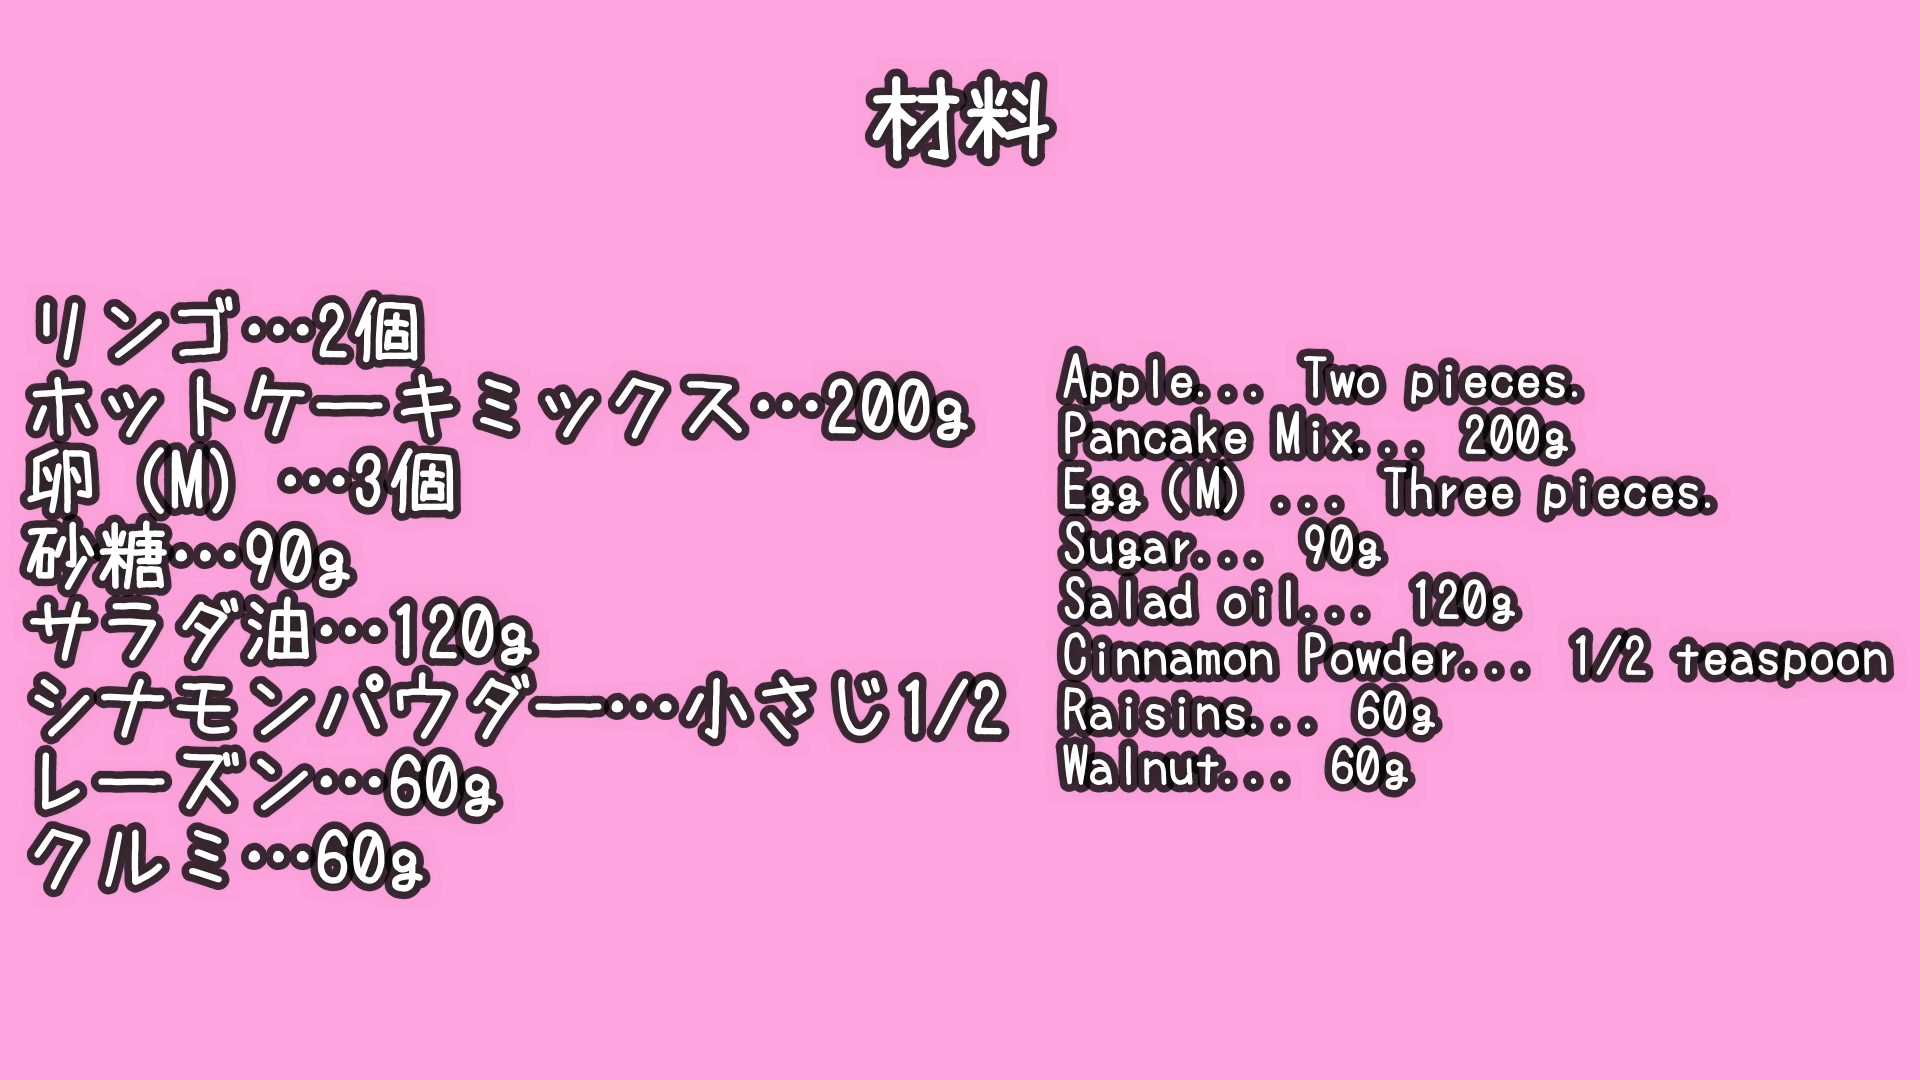 材料
リンゴ…2個
ホットケーキミックス…200g
卵（M）…3個
砂糖…90g
サラダ油…120g
シナモンパウダー…小さじ1/2
レーズン…60g
クルミ…60g
Apple... Two pieces.
Pancake Mix... 200g
Egg (M) ... Three pieces.
Sugar... 90g
Salad oil... 120g
Cinnamon Powder... 1/2 teaspoon
Raisins... 60g
Walnut... 60g